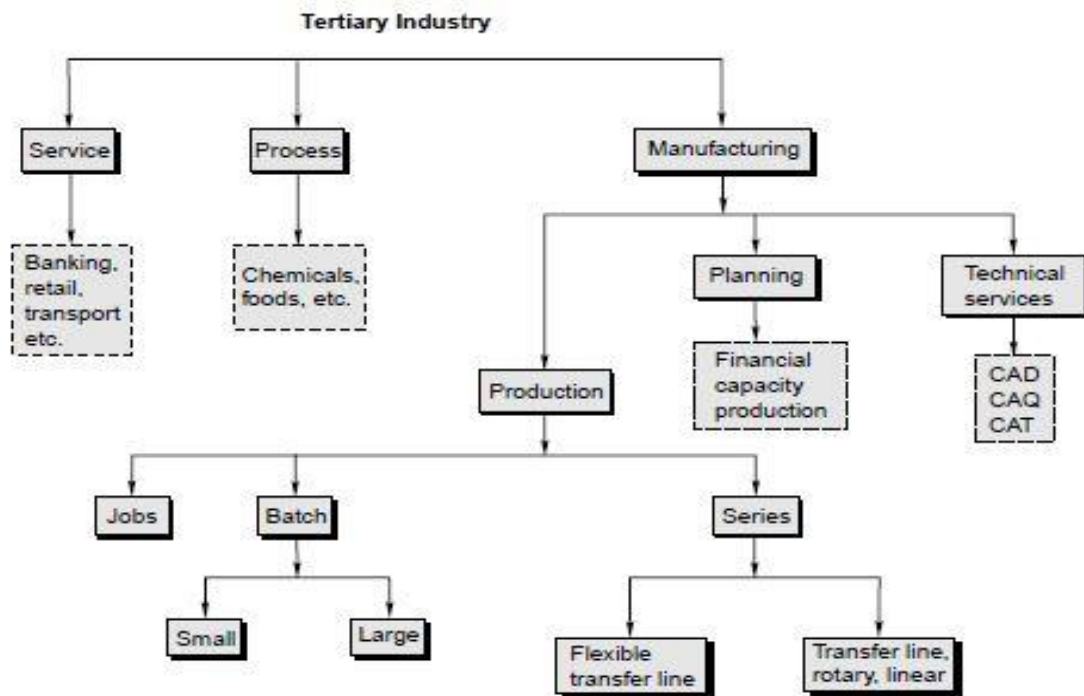 Tertiary Industry
Service
Process
Manufacturing
Banking,
retail,
transport
etc.
Chemicals,
foods, etc.
Planning
Technical
services
Financial
capacity
production
CAD
CAQ
CAT
Production
Jobs
Batch
Series
Small
Large
Flexible
transfer line
Transfer line,
rotary, linear